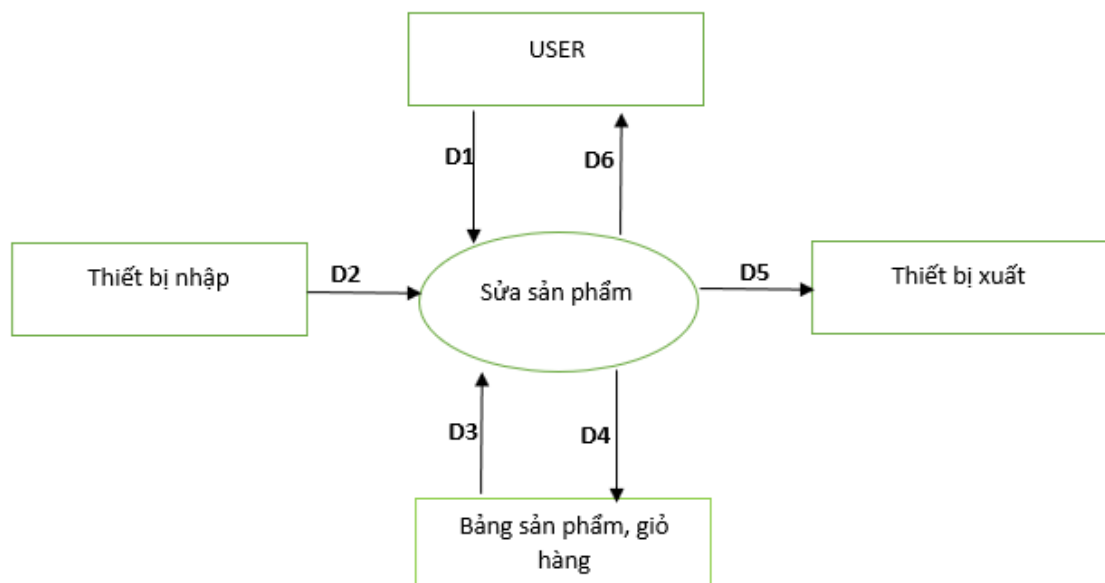 USER
D1
D6
Thiết bị nhập
D2
Sửa sản phẩm
D5
Thiết bị xuất
D3
D4
Bảng sản phẩm, giỏ
hàng